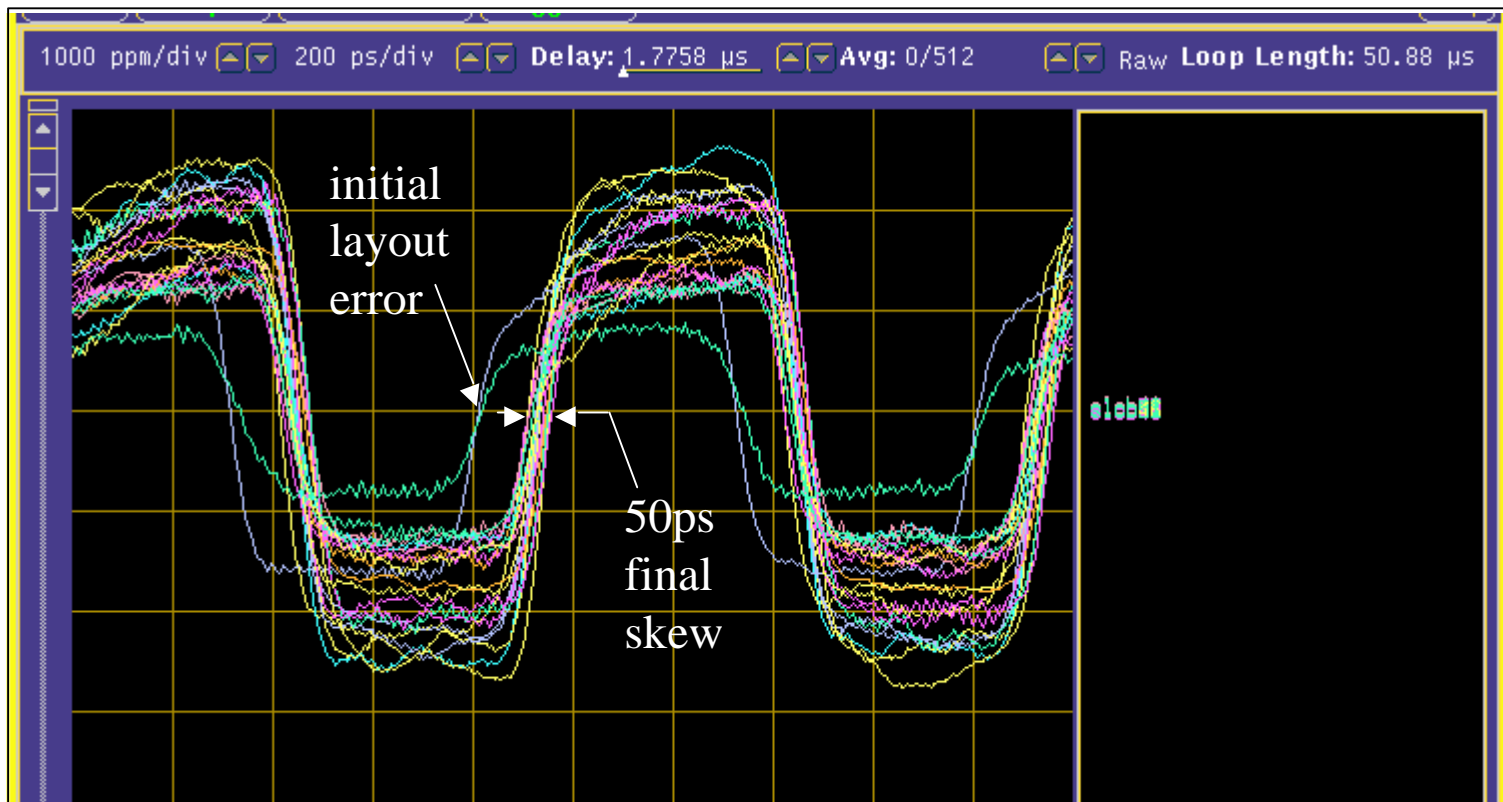 1000 ppm/div 200 ps/div Delay: 1.7758 µs Avg: 0/512 Raw Loop Length: 50.88 µs
initial
layout
error
50ps
final
skew